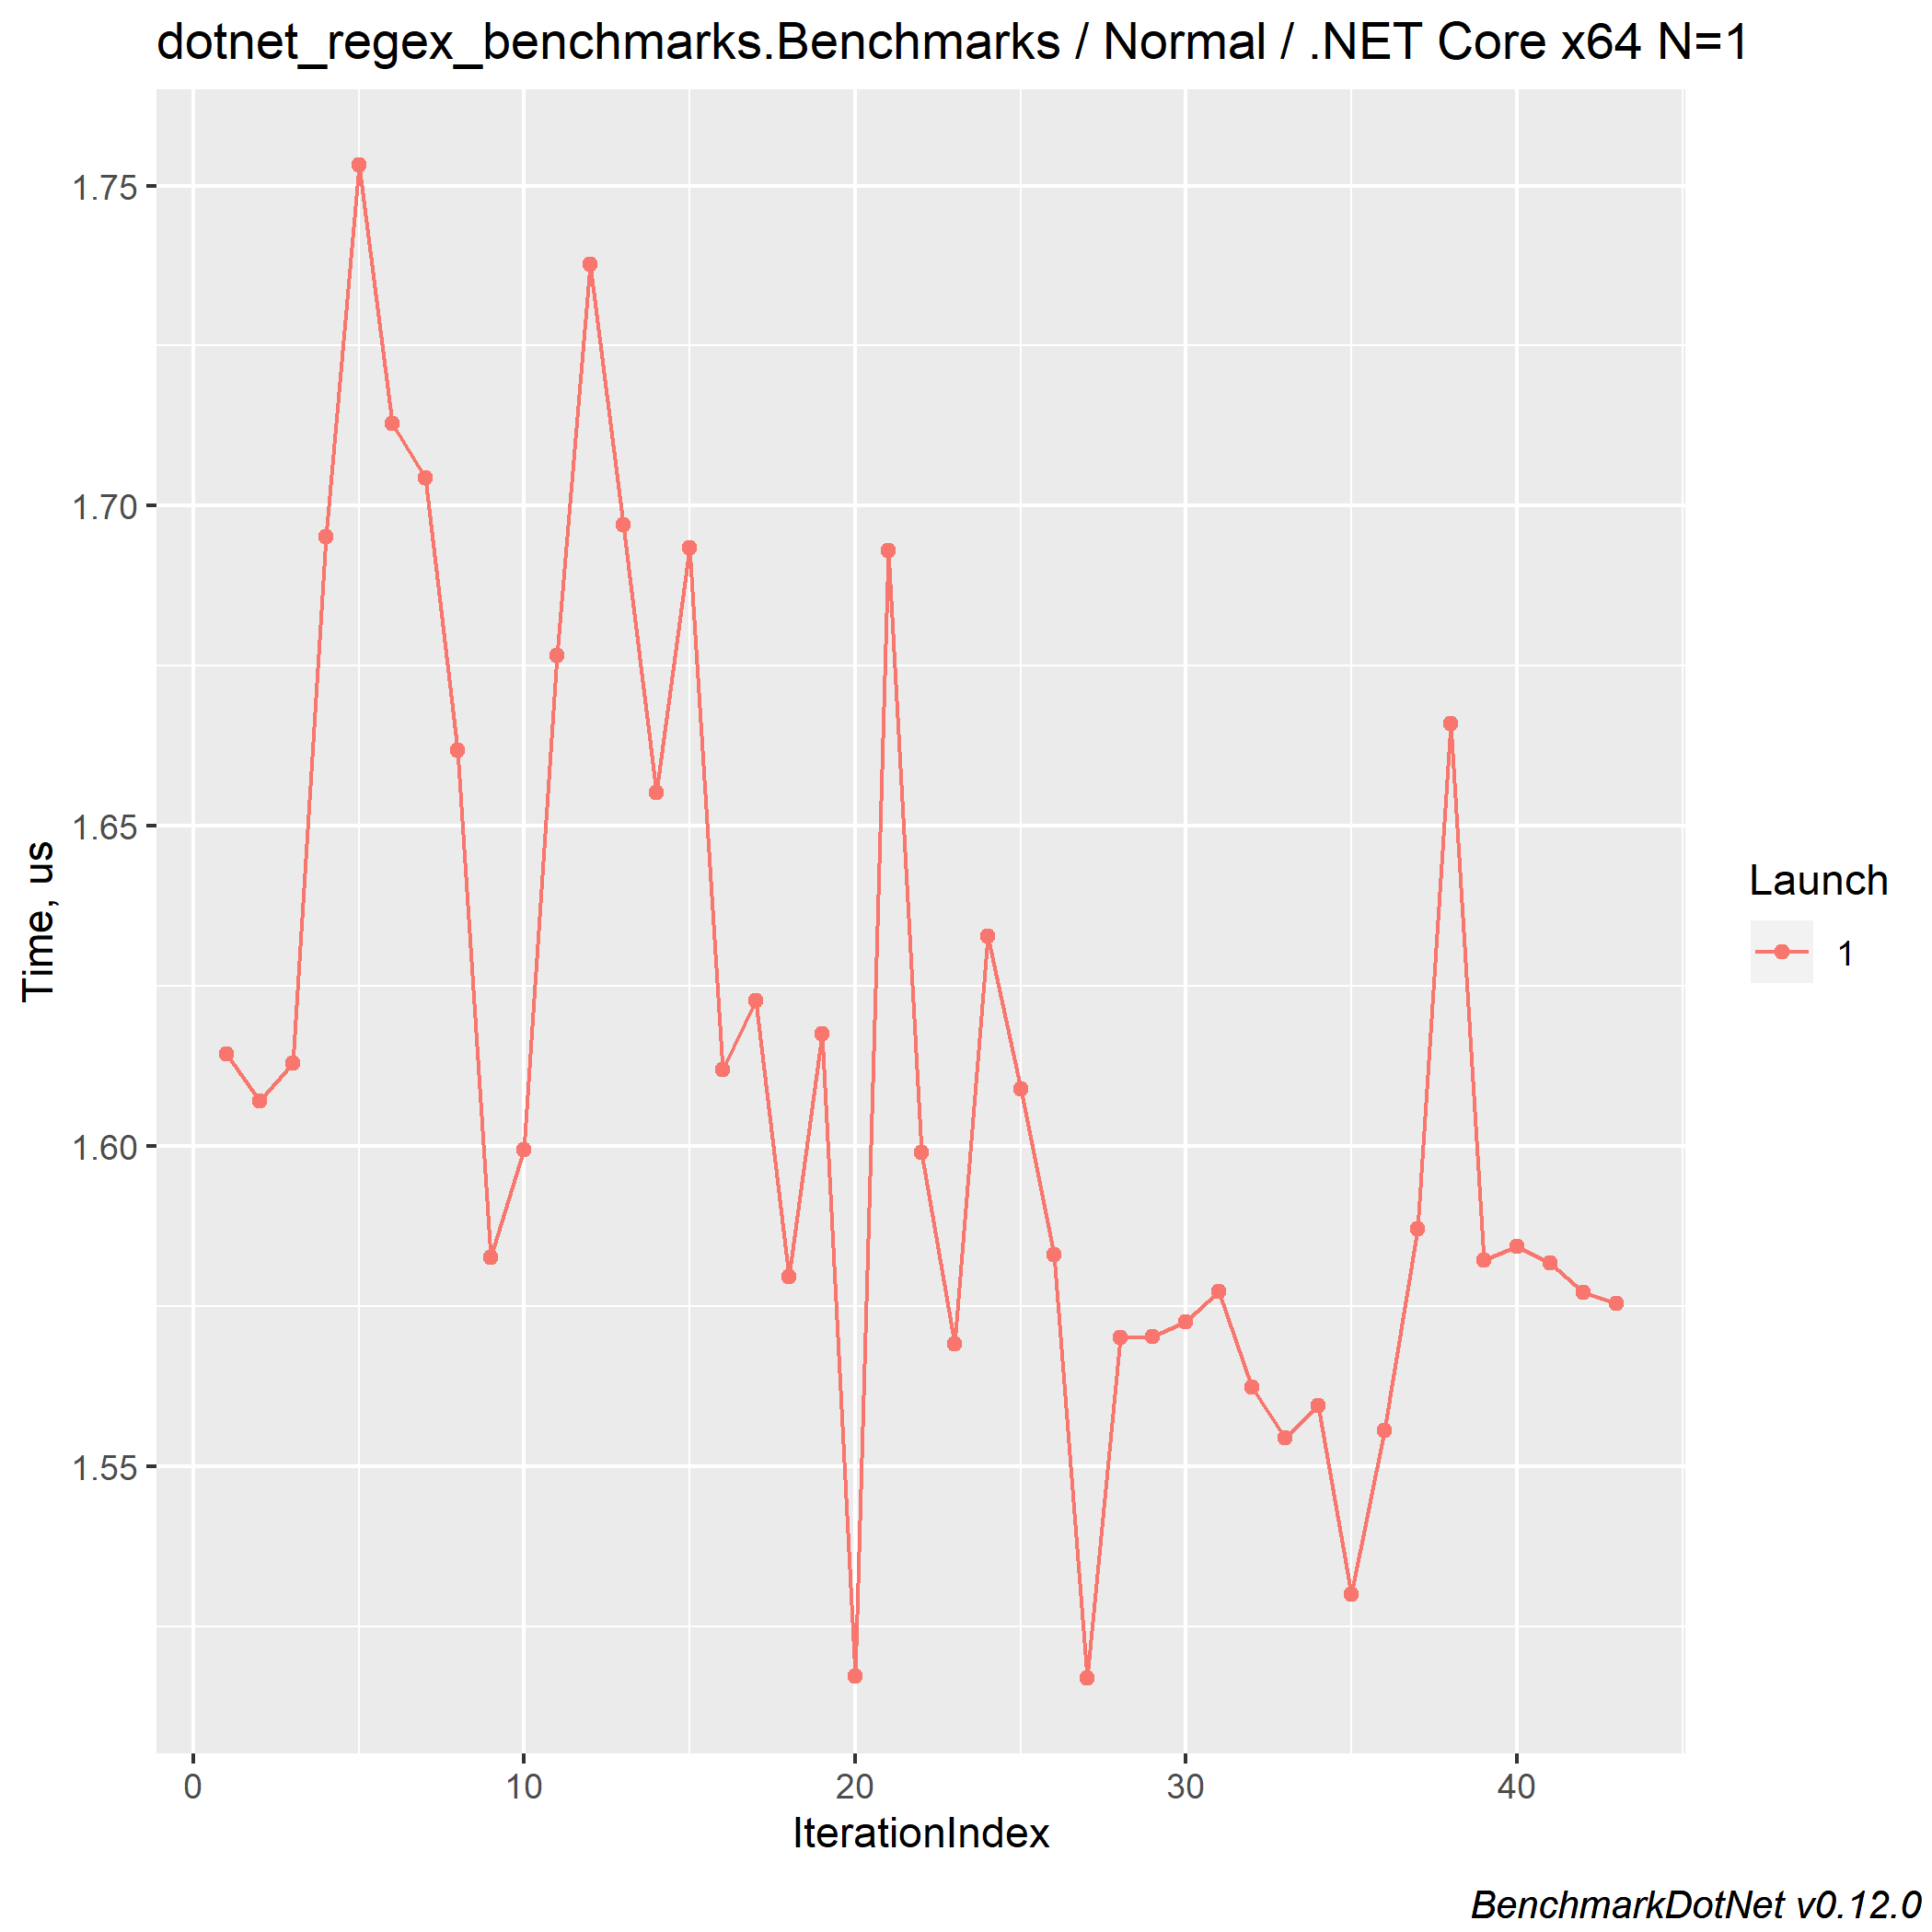 dotnet_regex_benchmarks.Benchmarks / Normal / .NET Core x64 N=1
1.75
1.70
1.65
1.60
1.55
Time, us
0 10 20 30 40
IterationIndex
Launch
1
BenchmarkDotNet v0.12.0